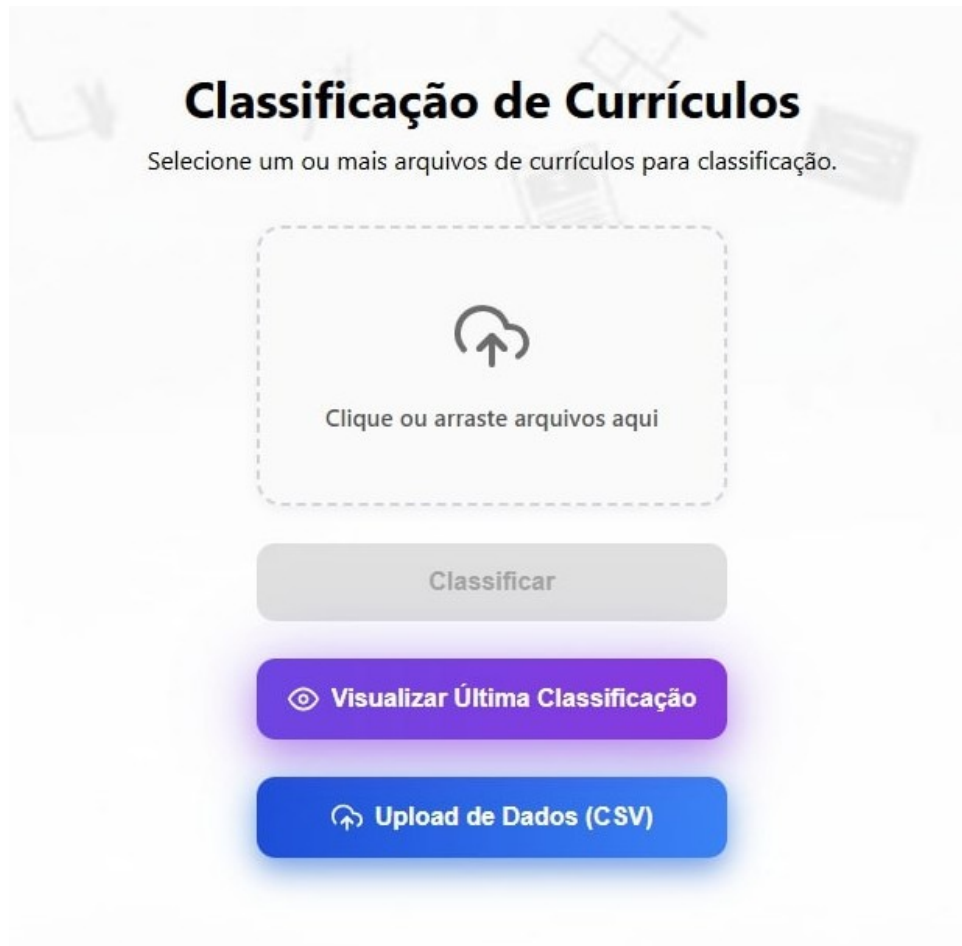 Classificação de Currículos
Selecione um ou mais arquivos de currículos para classificação.
Clique ou arraste arquivos aqui
Classificar
Visualizar Última Classificação
Upload de Dados (CSV)